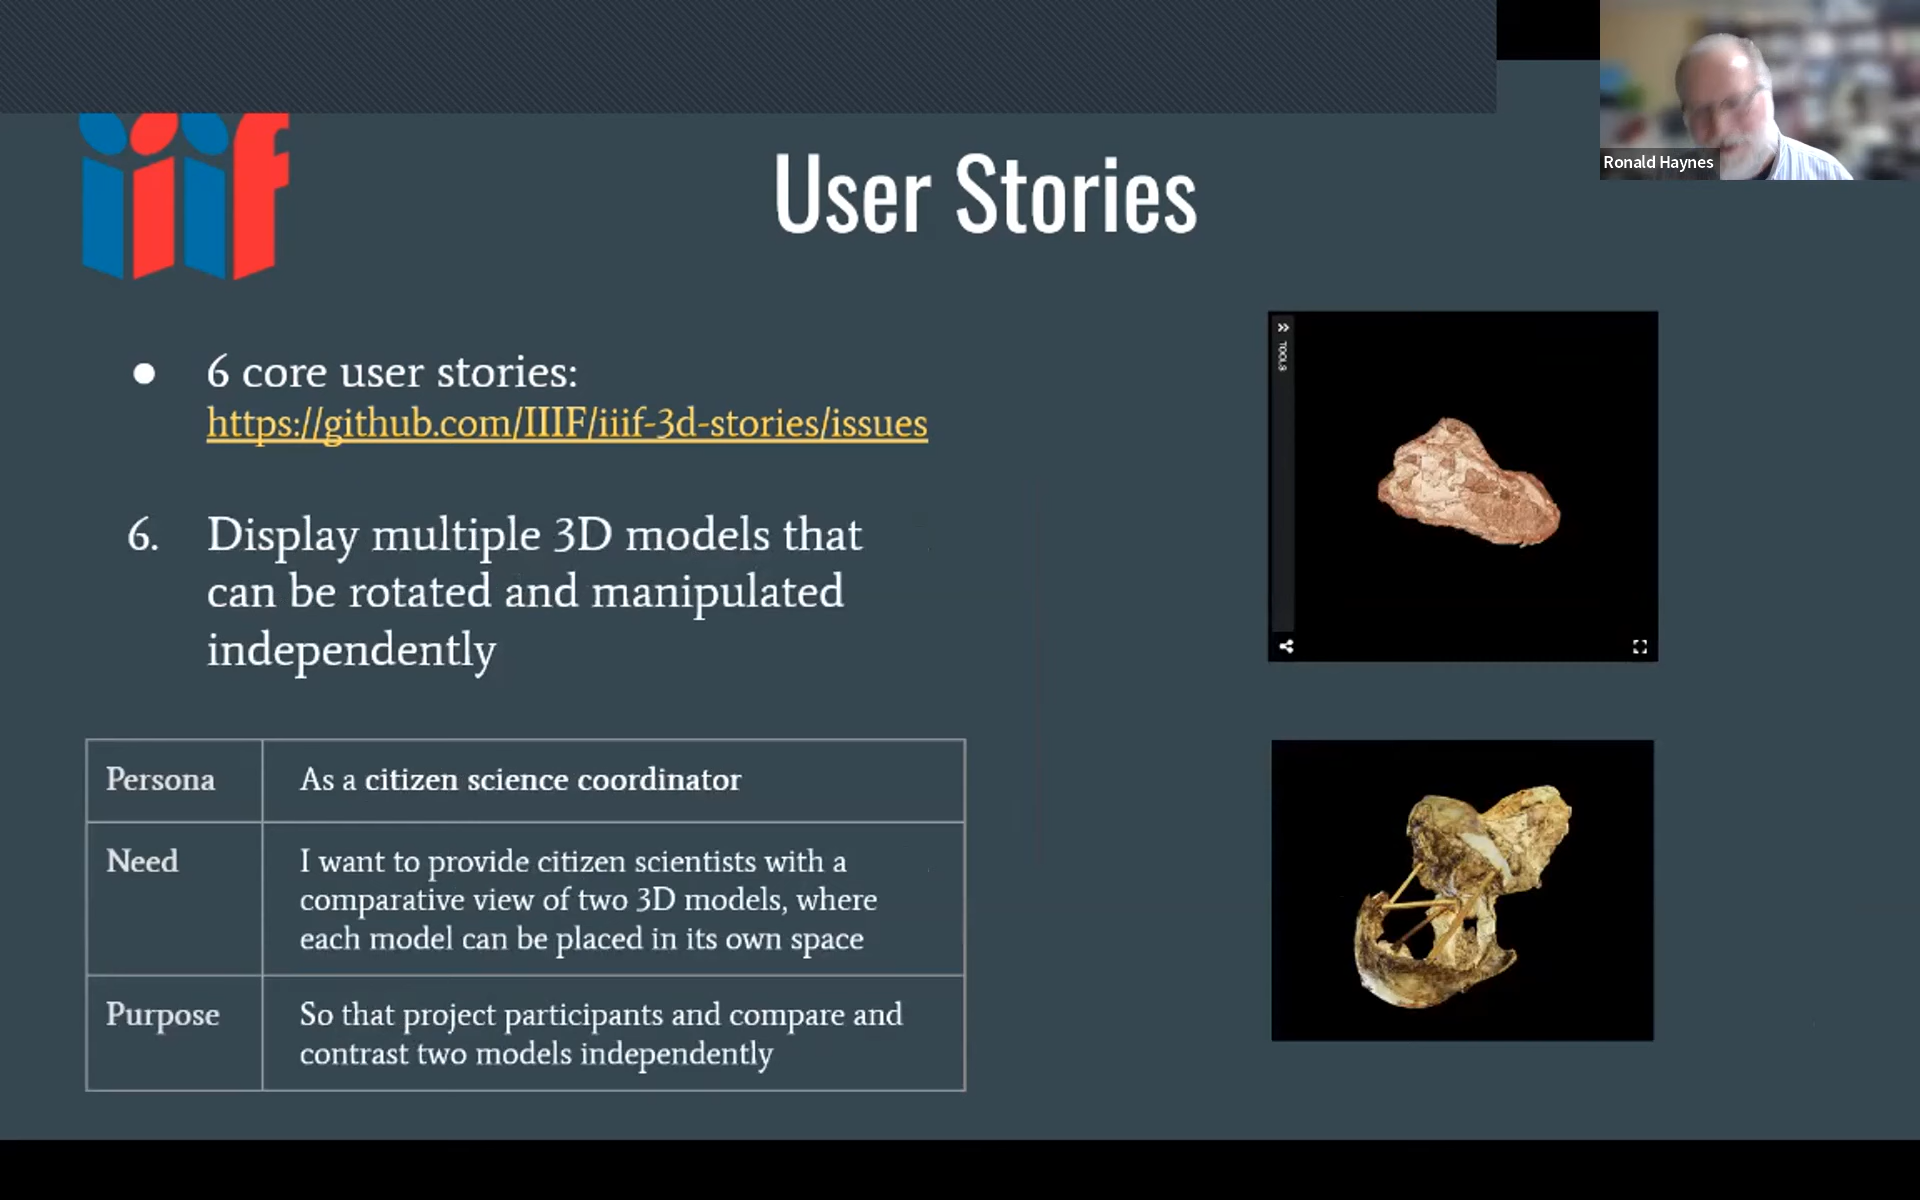 iiif
User Stories
Ronald Haynes
6 core user stories:
https://github.com/IIIF/iiif-3d-stories/issues
6. Display multiple 3D models that
can be rotated and manipulated
independently
Persona
As a citizen science coordinator
Need
I want to provide citizen scientists with a
comparative view of two 3D models, where
each model can be placed in its own space
Purpose
So that project participants and compare and
contrast two models independently
TOOLS